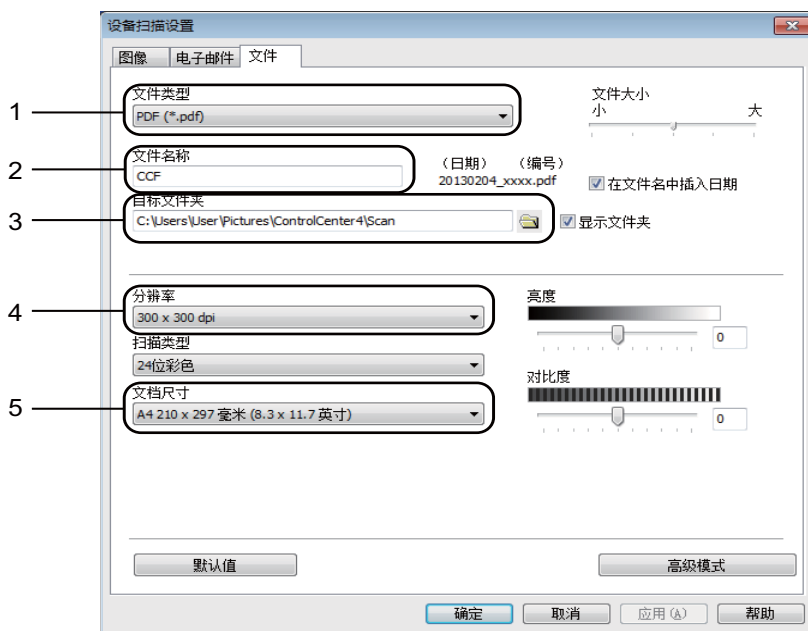 设备扫描设置
图像 电子邮件 文件
1
文件类型
PDF (*.pdf)
文件大小
小 大
2
文件名称
CCF
(日期) (编号)
20130204_xxxx.pdf
在文件名中插入日期
3
目标文件夹
C:\Users\User\Pictures\ControlCenter4\Scan
显示文件夹
4
分辨率
300 x 300 dpi
亮度
0
扫描类型
24位彩色
对比度
0
5
文档尺寸
A4 210 x 297 毫米 (8.3 x 11.7 英寸)
默认值 高级模式
确定 取消 应用(A) 帮助